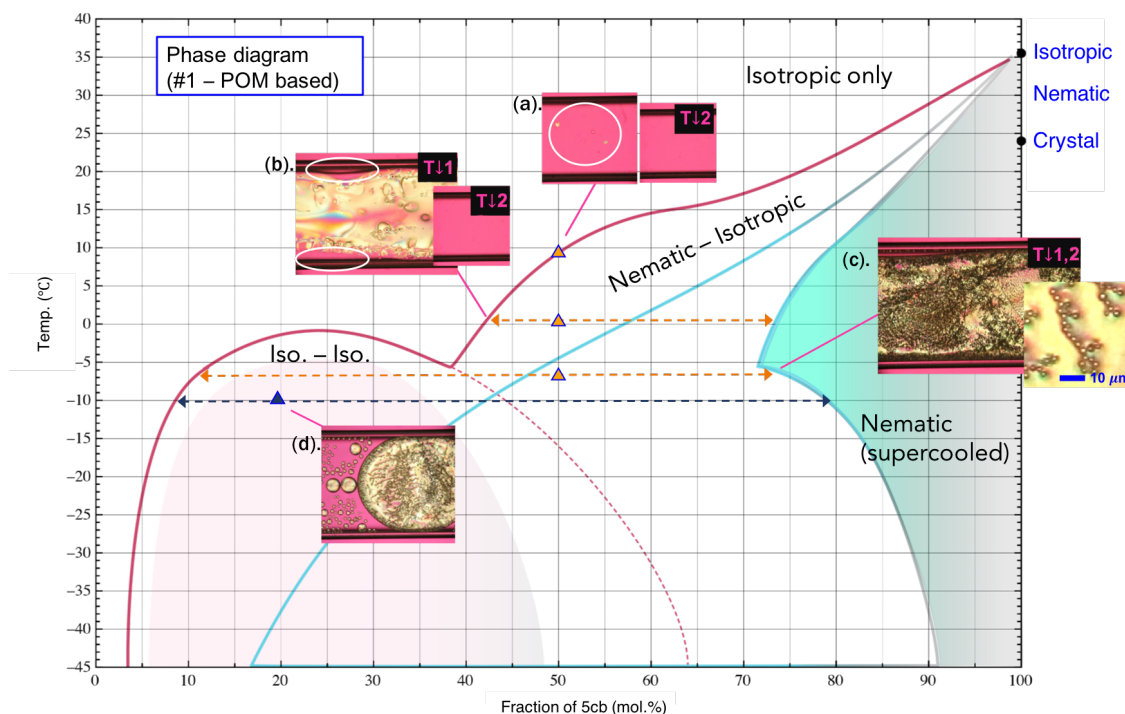 Phase diagram
(#1 – POM based)
Isotropic only
Isotropic
Nematic
Crystal
(a).
T↓2
(b).
T↓1
T↓2
Nematic – Isotropic
(c).
T↓1,2
10 μm
Iso. – Iso.
(d).
Nematic
(supercooled)
Temp. (°C)
40
35
30
25
20
15
10
5
0
−5
−10
−15
−20
−25
−30
−35
−40
−45
0
10
20
30
40
50
60
70
80
90
100
Fraction of 5cb (mol.%)